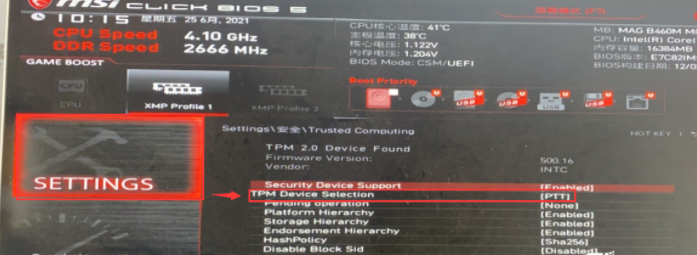 msi CLICK BIOS 5
10:15 星期五 25 6月, 2021
CPU Speed 4.10 GHz
DDR Speed 2666 MHz
CPU核心温度: 41°C
主板温度: 38°C
核心电压: 1.122V
内存电压: 1.204V
BIOS Mode: CSM/UEFI
MB: MAG B460M MO
CPU: Intel(R) Core(
内存容量: 16384MB
BIOS版本: E7C82IMS
BIOS构建日期: 12/0
GAME BOOST
CPU
XMP Profile 1
XMP Profile 2
Boot Priority
USB
USB
USB
USB
SETTINGS
Settings\安全\Trusted Computing
HOT KEY
TPM 2.0 Device Found
Firmware Version: 500.16
Vendor: INTC
Security Device Support [Enabled]
TPM Device Selection [PTT]
Pending operation [None]
Platform Hierarchy [Enabled]
Storage Hierarchy [Enabled]
Endorsement Hierarchy [Enabled]
HashPolicy [Sha256]
Disable Block Sid [Disabled]